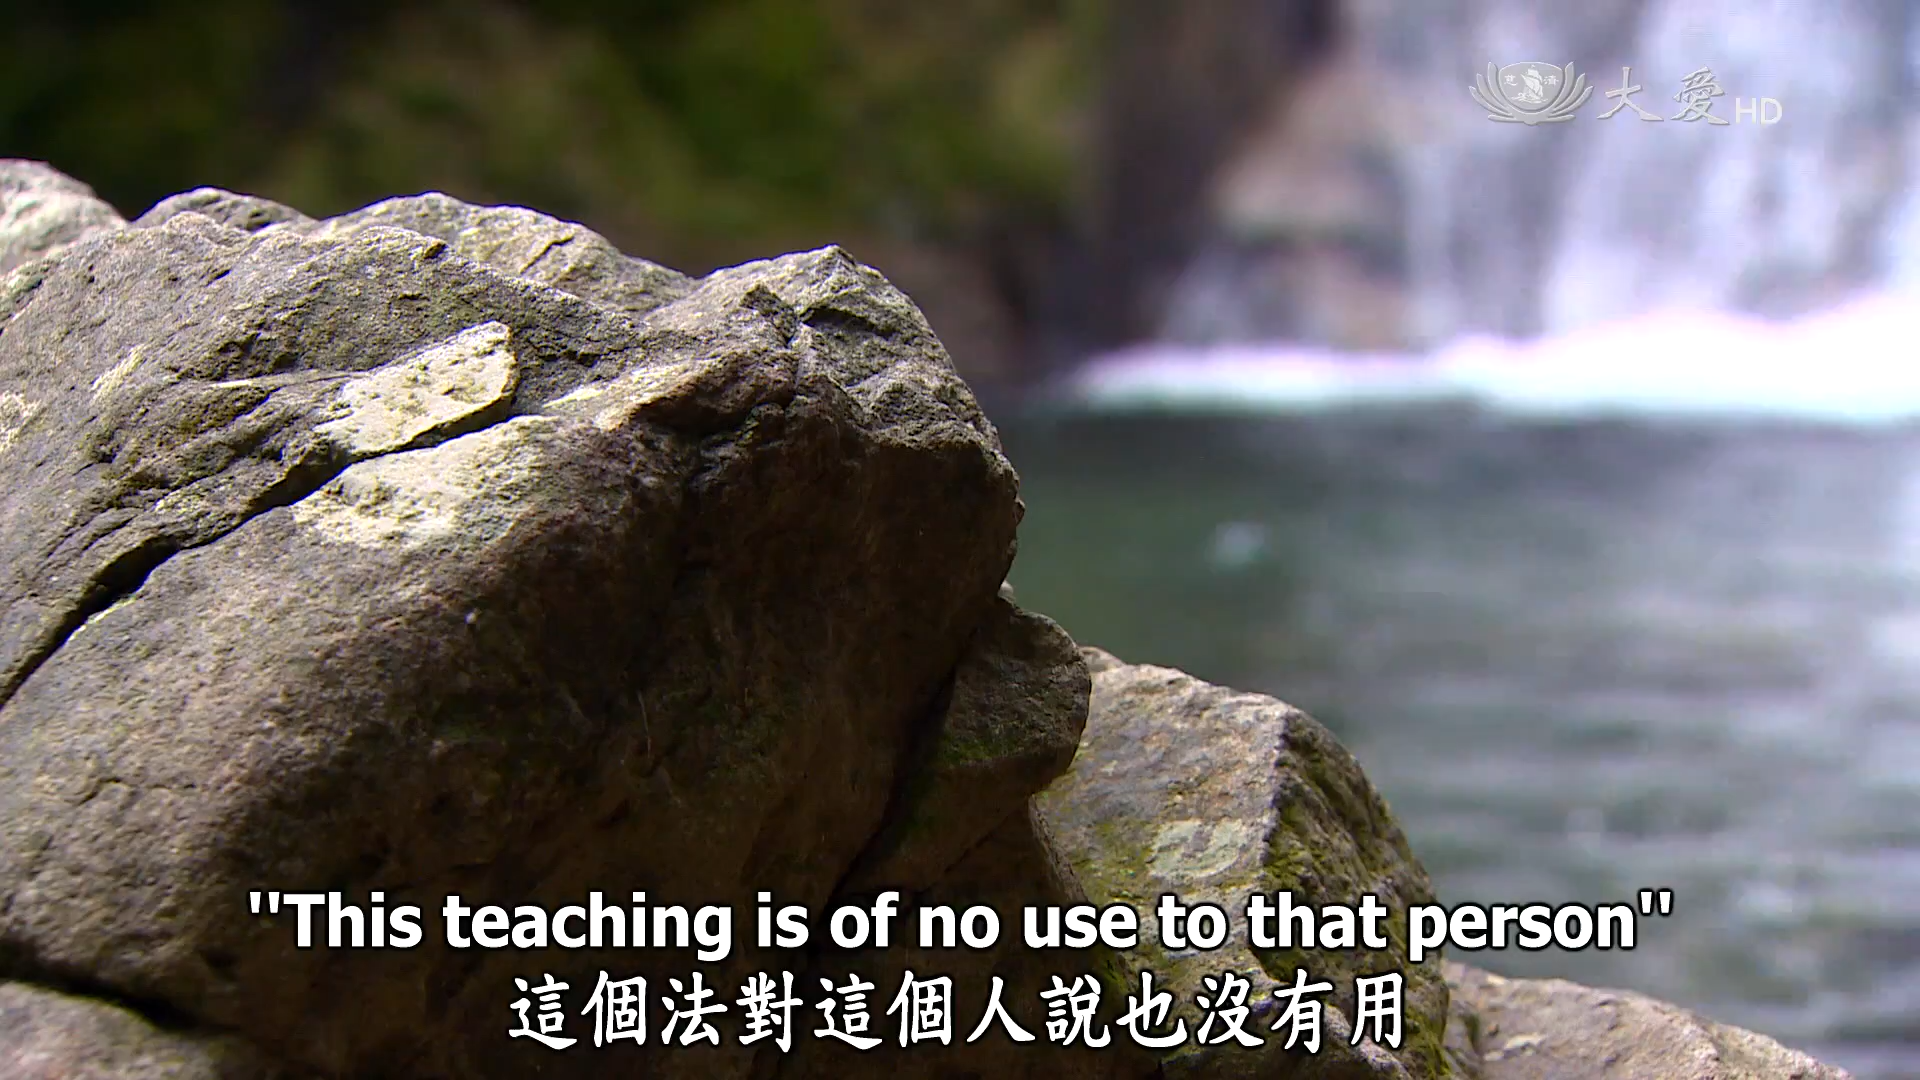 大愛HD
"This teaching is of no use to that person"
這個法對這個人說也沒有用